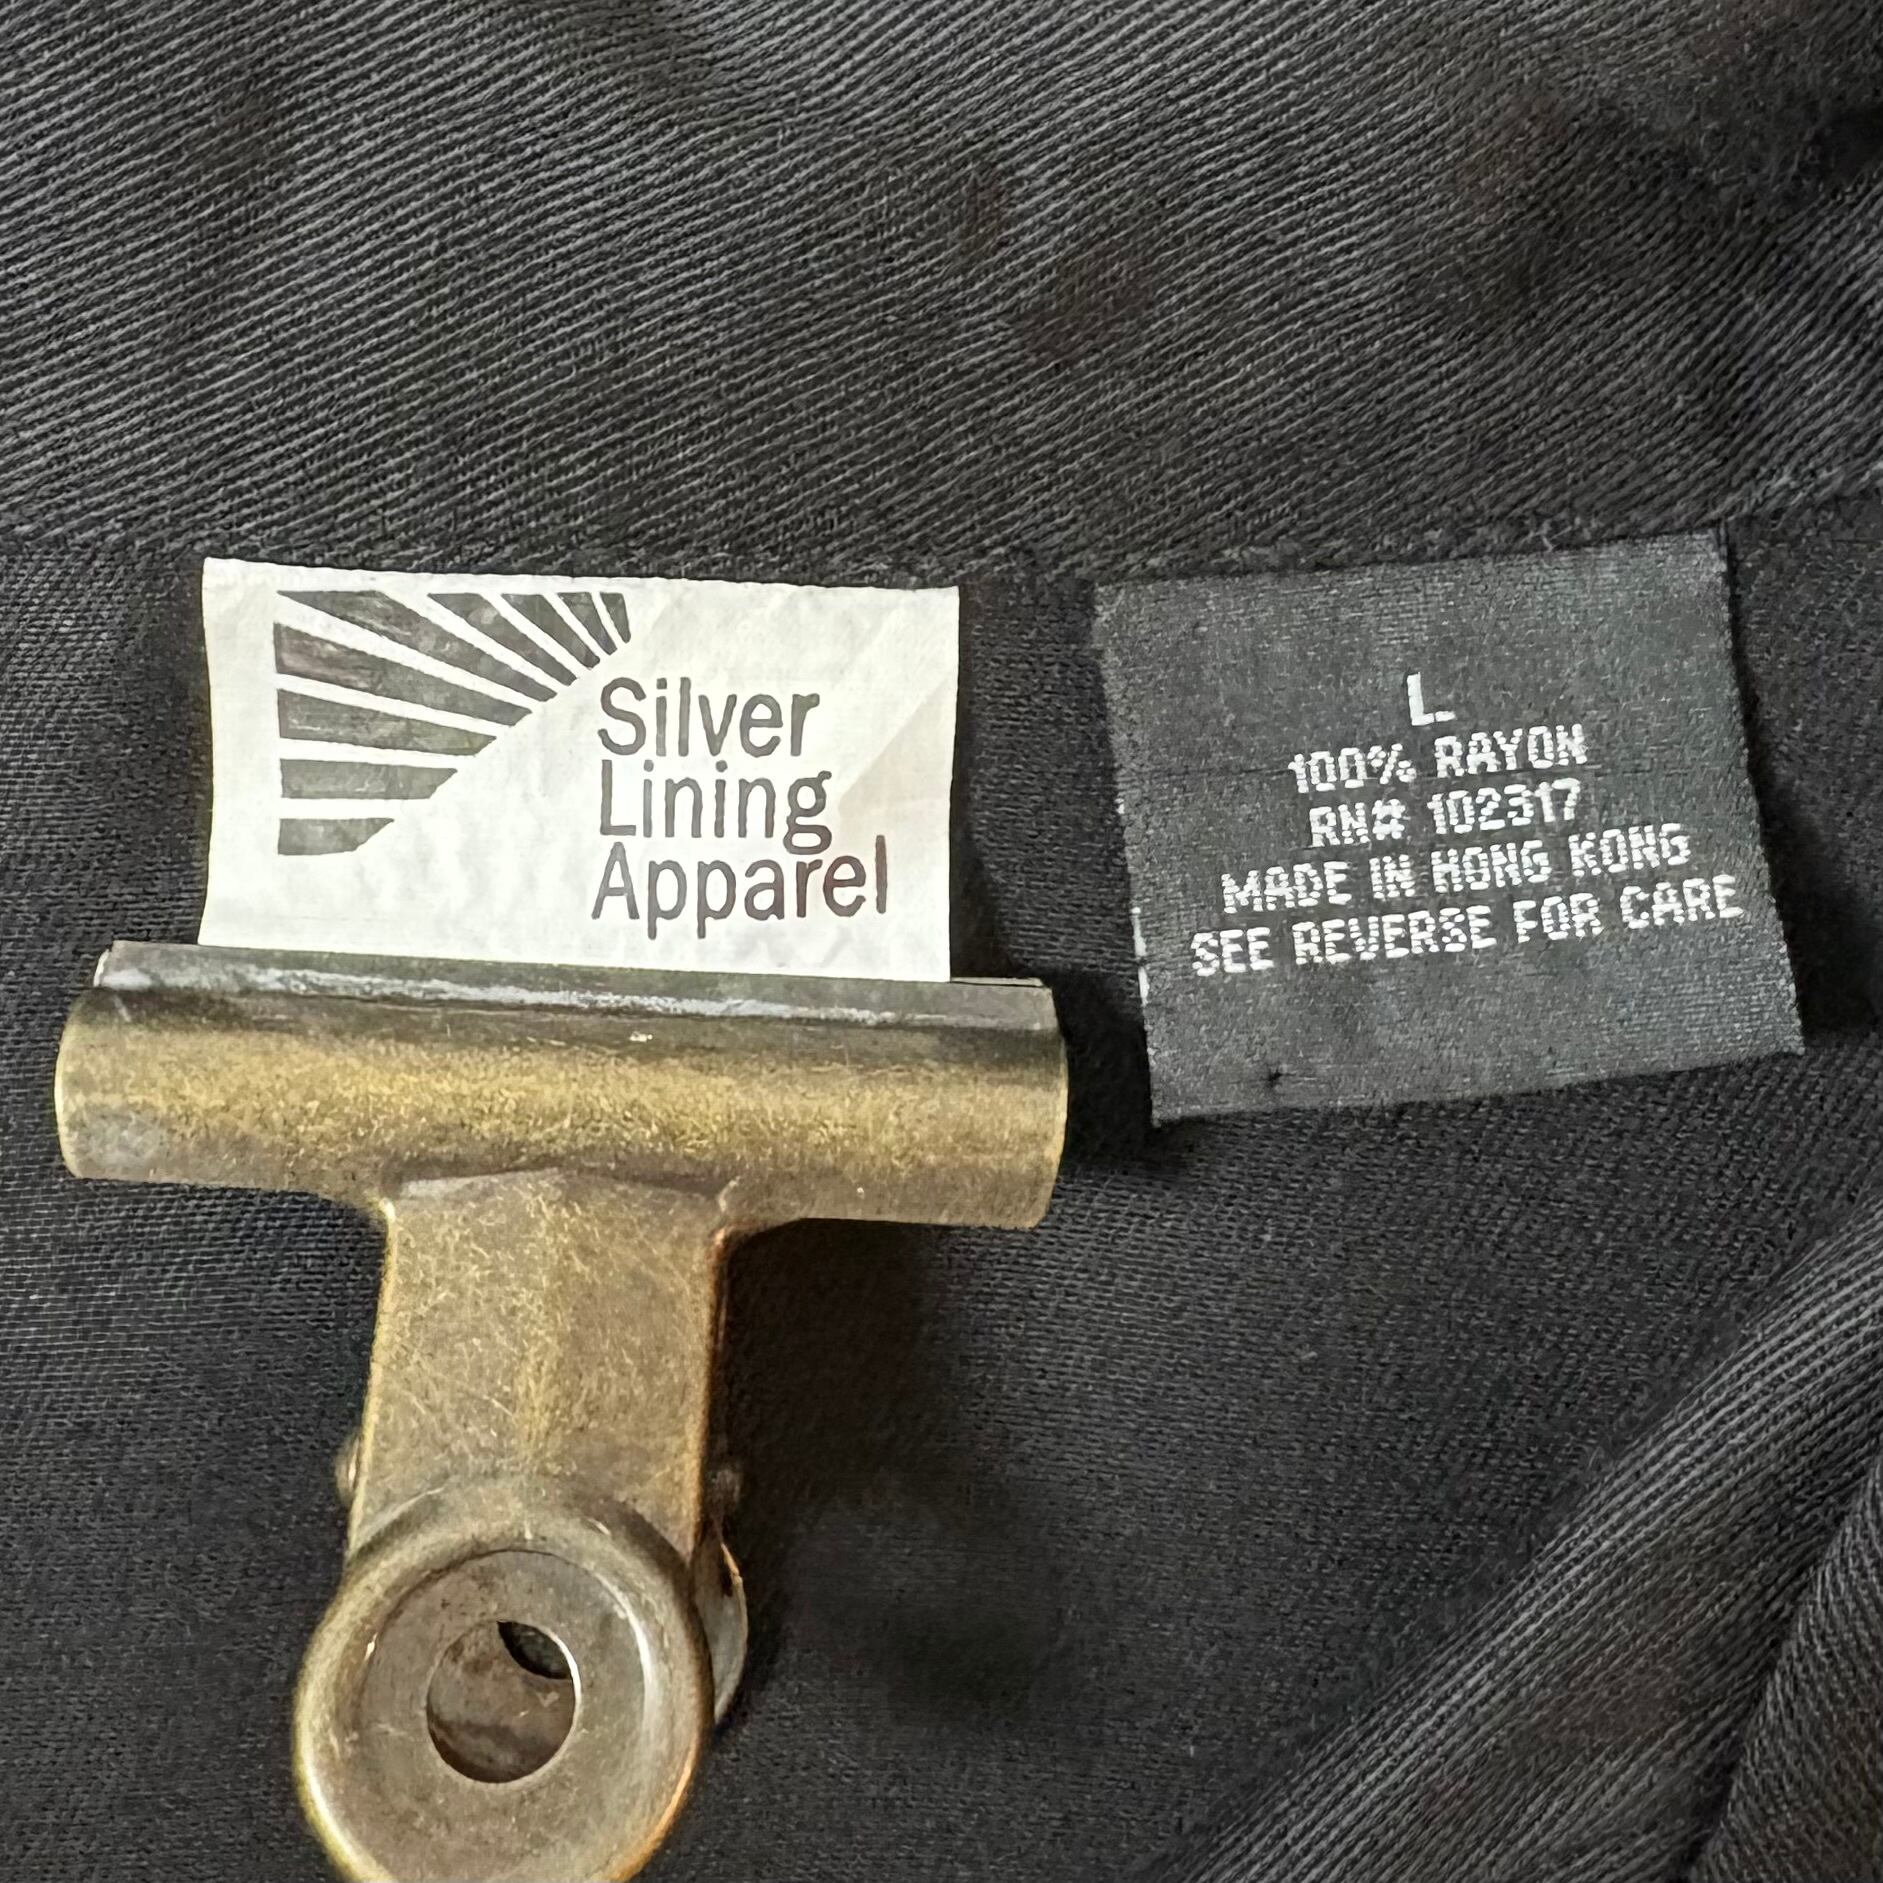 Silver
Lining
Apparel
L
100% RAYON
RN# 102317
MADE IN HONG KONG
SEE REVERSE FOR CARE